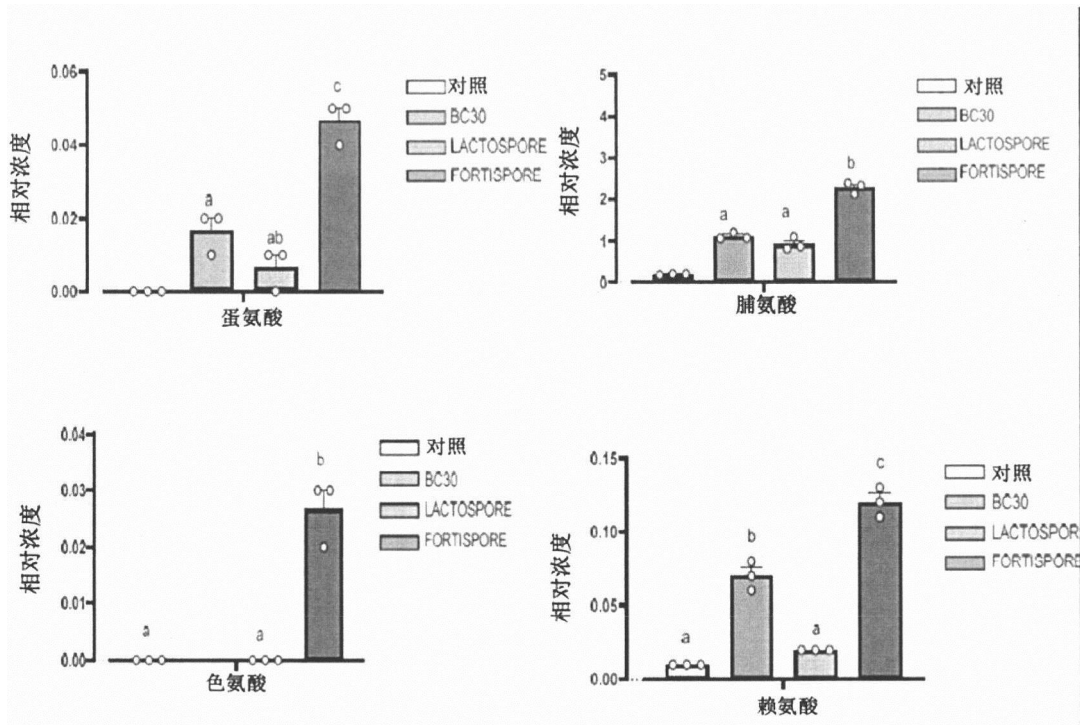 0.06
0.04
0.02
0.00
相对浓度
a
ab
c
蛋氨酸
对照
BC30
LACTOSPORE
FORTISPORE
5
4
3
2
1
0
相对浓度
a
a
b
脯氨酸
对照
BC30
LACTOSPORE
FORTISPORE
0.04
0.03
0.02
0.01
0.00
相对浓度
a
a
b
色氨酸
对照
BC30
LACTOSPORE
FORTISPORE
0.15
0.10
0.05
0.00
相对浓度
a
b
a
c
赖氨酸
对照
BC30
LACTOSPORE
FORTISPORE